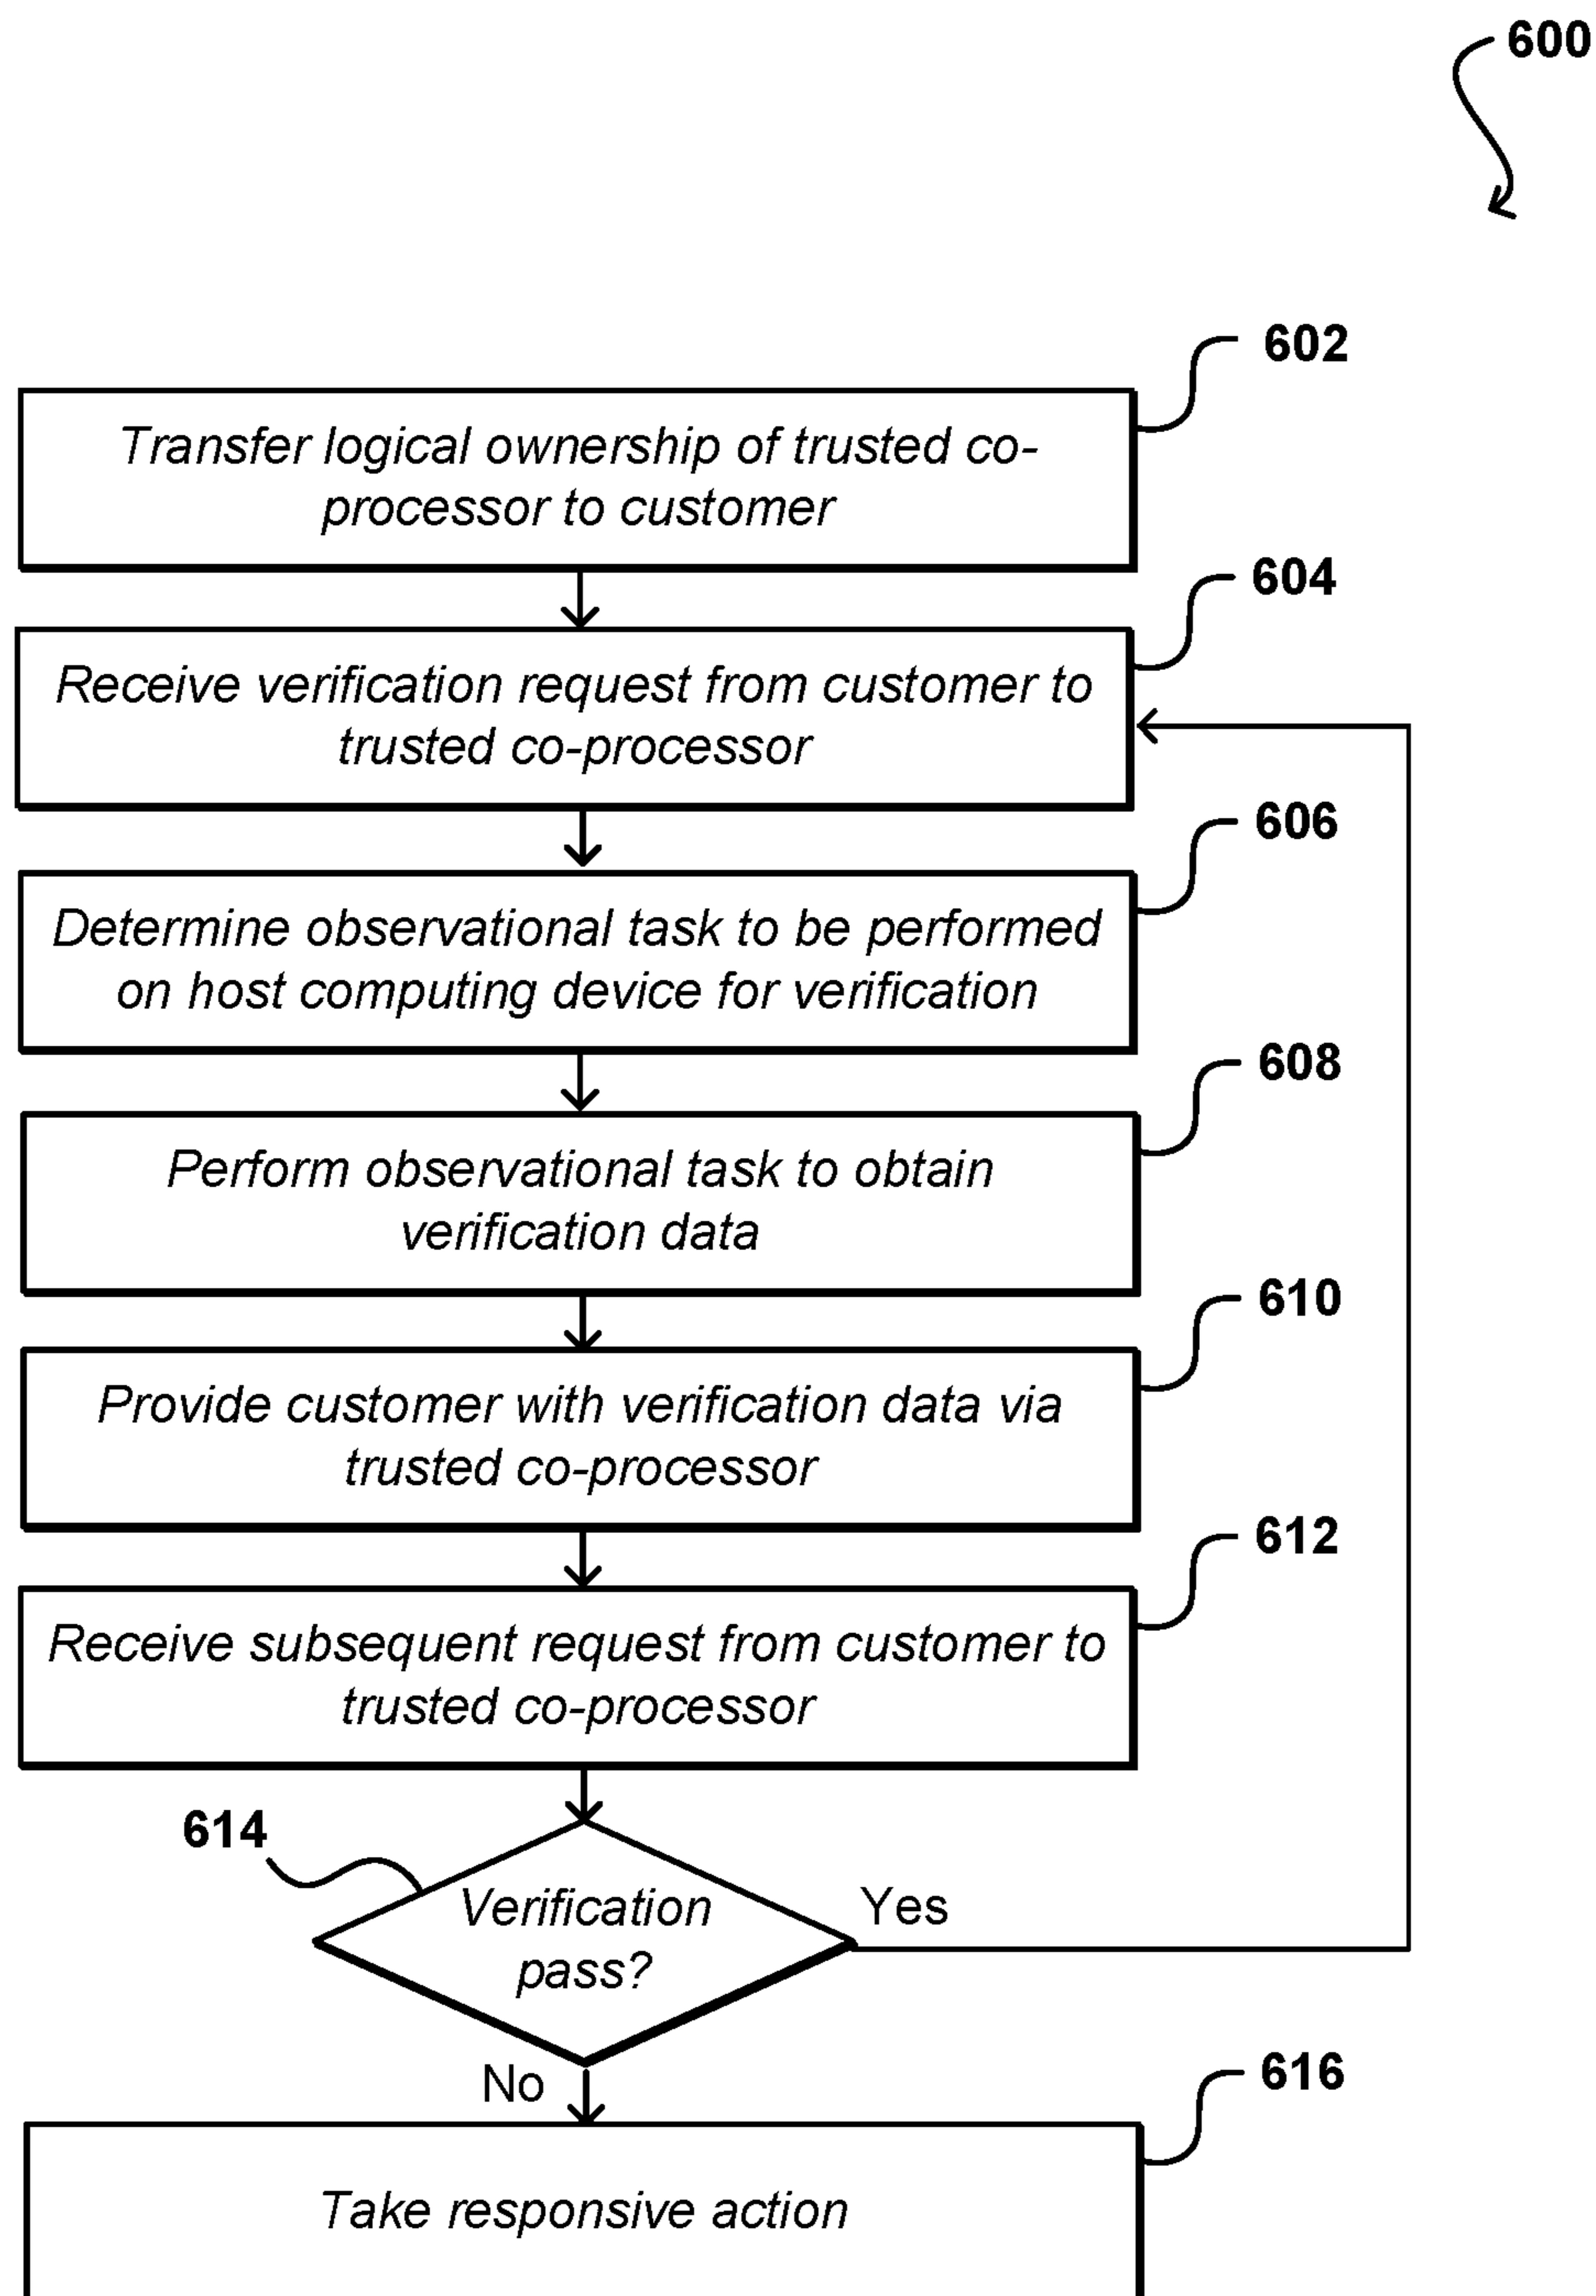 600
602
Transfer logical ownership of trusted co-
processor to customer
604
Receive verification request from customer to
trusted co-processor
606
Determine observational task to be performed
on host computing device for verification
608
Perform observational task to obtain
verification data
610
Provide customer with verification data via
trusted co-processor
612
Receive subsequent request from customer to
trusted co-processor
614
Verification
pass?
Yes
No
616
Take responsive action